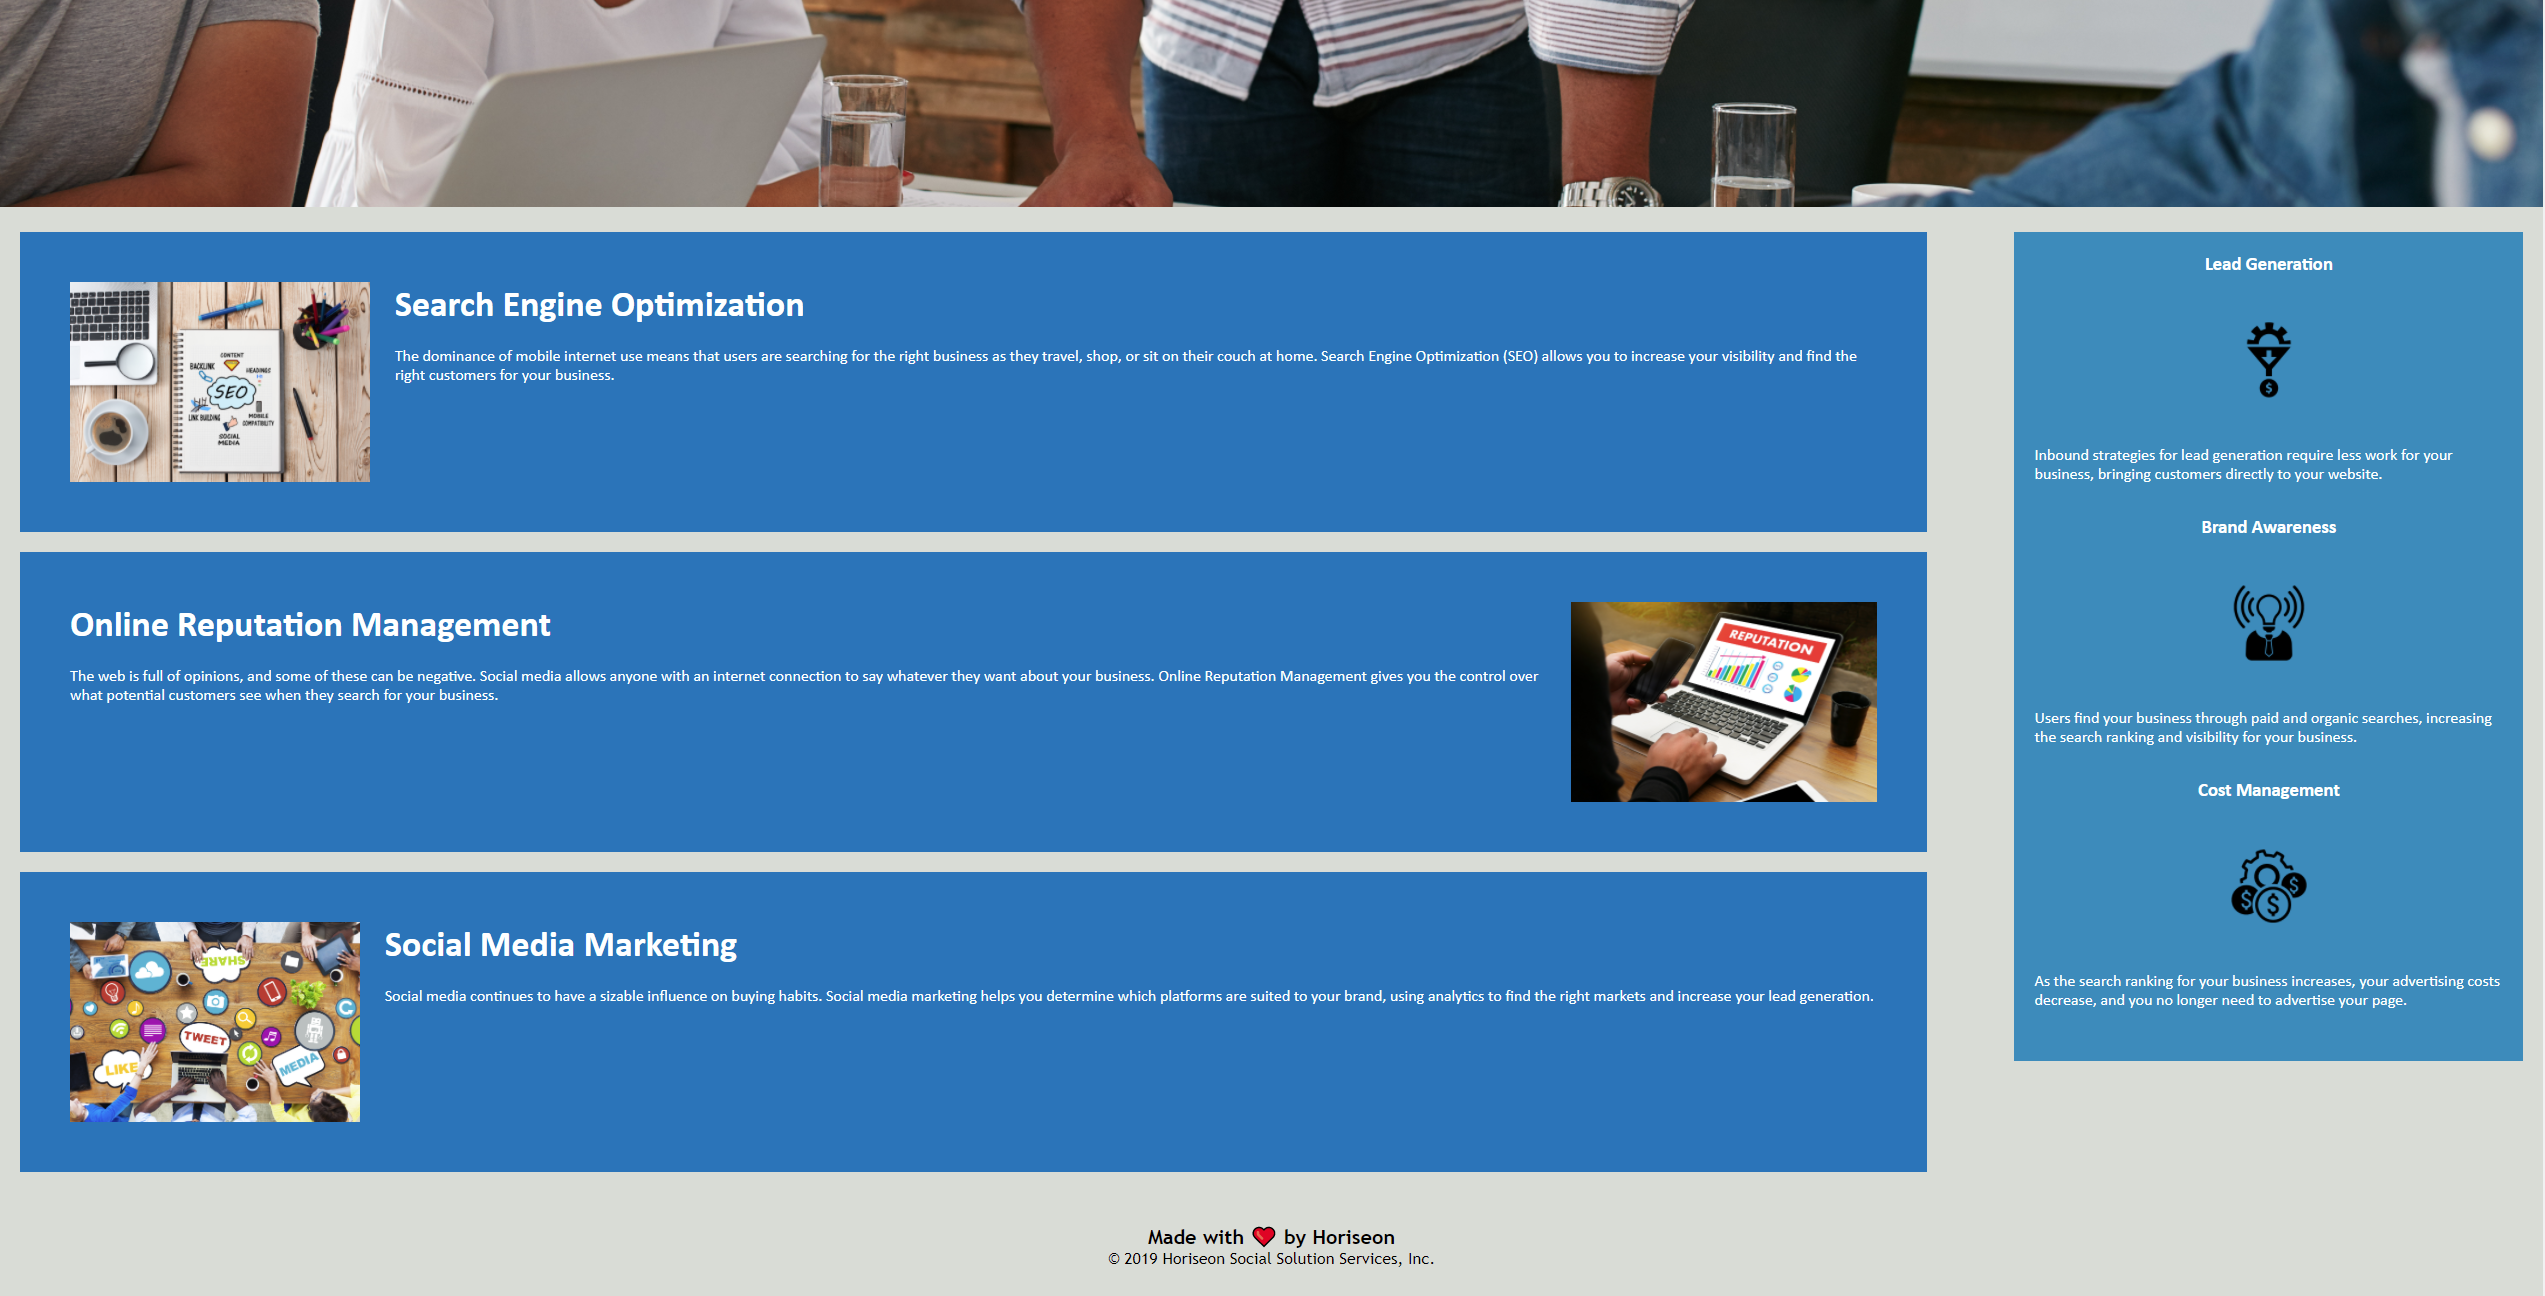 Search Engine Optimization
The dominance of mobile internet use means that users are searching for the right business as they travel, shop, or sit on their couch at home. Search Engine Optimization (SEO) allows you to increase your visibility and find the
right customers for your business.
CONTENT
BACKLINK
HEADINGS
SEO
LINK BUILDING
MOBILE
COMPATIBILITY
SOCIAL
MEDIA
Online Reputation Management
The web is full of opinions, and some of these can be negative. Social media allows anyone with an internet connection to say whatever they want about your business. Online Reputation Management gives you the control over
what potential customers see when they search for your business.
REPUTATION
Social Media Marketing
Social media continues to have a sizable influence on buying habits. Social media marketing helps you determine which platforms are suited to your brand, using analytics to find the right markets and increase your lead generation.
SHARE
TWEET
LIKE
MEDIA
Lead Generation
Inbound strategies for lead generation require less work for your
business, bringing customers directly to your website.
Brand Awareness
Users find your business through paid and organic searches, increasing
the search ranking and visibility for your business.
Cost Management
As the search ranking for your business increases, your advertising costs
decrease, and you no longer need to advertise your page.
Made with ❤️ by Horiseon
© 2019 Horiseon Social Solution Services, Inc.